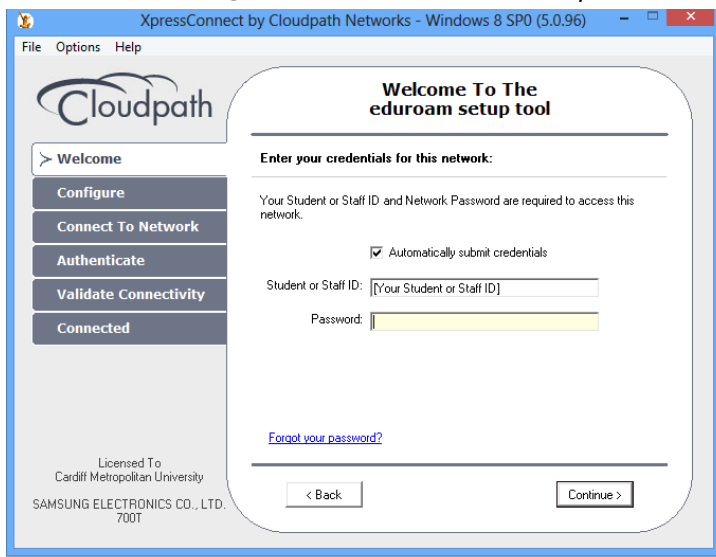 XpressConnect by Cloudpath Networks - Windows 8 SP0 (5.0.96)
File Options Help
Cloudpath
Welcome To The
eduroam setup tool
> Welcome
Configure
Connect To Network
Authenticate
Validate Connectivity
Connected
Enter your credentials for this network:
Your Student or Staff ID and Network Password are required to access this
network.
Automatically submit credentials
Student or Staff ID: [Your Student or Staff ID]
Password:
Forgot your password?
Licensed To
Cardiff Metropolitan University
SAMSUNG ELECTRONICS CO., LTD.
700T
< Back
Continue >